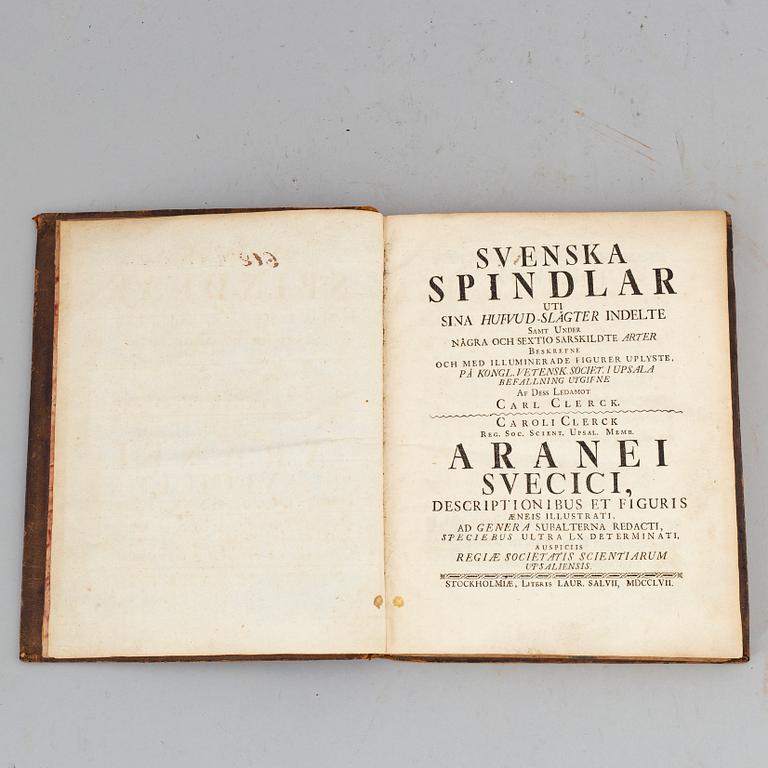 SVENSKA
SPINDLAR
UTI
SINA HUFVUD-SLÅGTER INDELTE
SAMT UNDER
NÅGRA OCH SEXTIO SARSKILDTE ARTER
BESKREFNE
OCH MED ILLUMINERADE FIGURER UPLYSTE,
PÅ KONGL. VETENSK. SOCIET. I UPSALA
BEFALLNING UTGIFNE
AF DESS LEDAMOT
CARL CLERCK.
CAROLI CLERCK
REG. SOC. SCIENT. UPSAL. MEMB.
ARANEI
SVECICI,
DESCRIPTIONIBUS ET FIGURIS
ÆNEIS ILLUSTRATI,
AD GENERA SUBALTERNA REDACTI,
SPECIEBUS ULTRA LX DETERMINATI,
AUSPICIIS
REGIÆ SOCIETATIS SCIENTIARUM
UPSALIENSIS.
STOCKHOLMIÆ, LITERIS LAUR. SALVII, MDCCLVII.